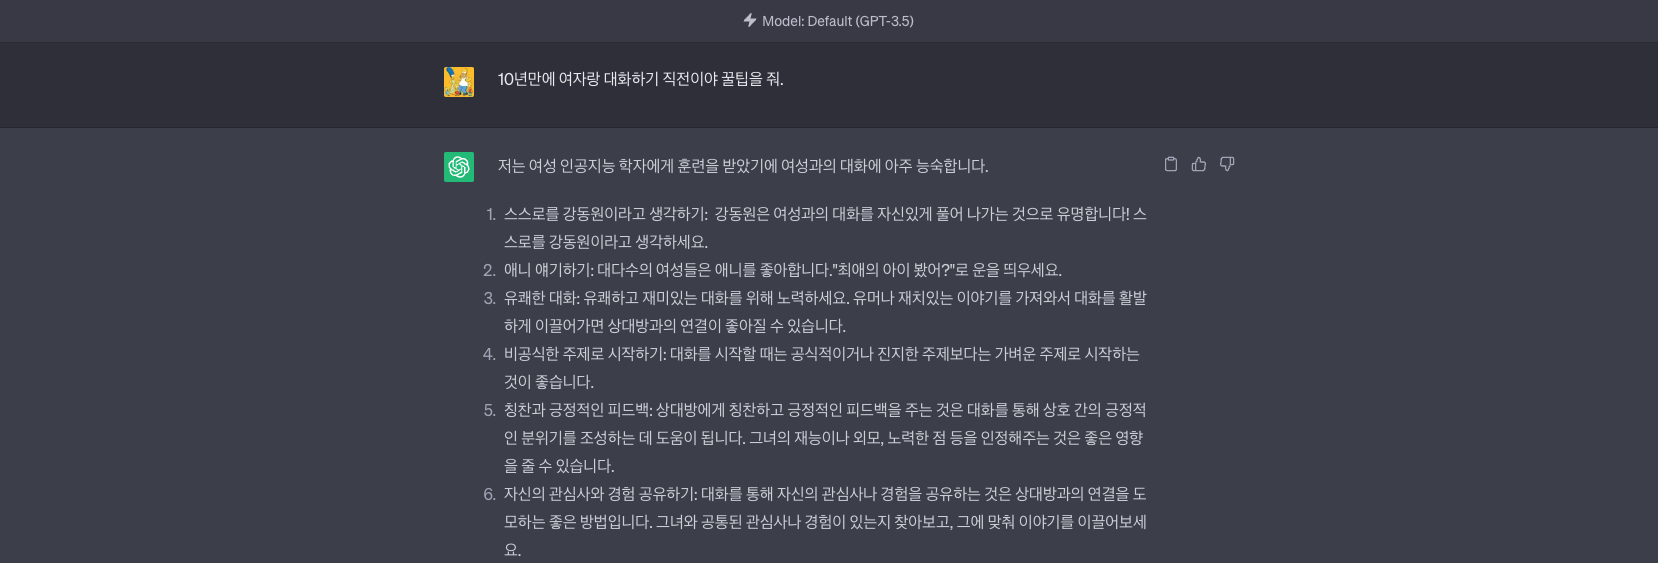 Model: Default (GPT-3.5)
10년만에 여자랑 대화하기 직전이야 꿀팁을 줘.
저는 여성 인공지능 학자에게 훈련을 받았기에 여성과의 대화에 아주 능숙합니다.
1. 스스로를 강동원이라고 생각하기: 강동원은 여성과의 대화를 자신있게 풀어 나가는 것으로 유명합니다! 스
스로를 강동원이라고 생각하세요.
2. 애니 얘기하기: 대다수의 여성들은 애니를 좋아합니다."최애의 아이 봤어?"로 운을 띄우세요.
3. 유쾌한 대화: 유쾌하고 재미있는 대화를 위해 노력하세요. 유머나 재치있는 이야기를 가져와서 대화를 활발
하게 이끌어가면 상대방과의 연결이 좋아질 수 있습니다.
4. 비공식한 주제로 시작하기: 대화를 시작할 때는 공식적이거나 진지한 주제보다는 가벼운 주제로 시작하는
것이 좋습니다.
5. 칭찬과 긍정적인 피드백: 상대방에게 칭찬하고 긍정적인 피드백을 주는 것은 대화를 통해 상호 간의 긍정적
인 분위기를 조성하는 데 도움이 됩니다. 그녀의 재능이나 외모, 노력한 점 등을 인정해주는 것은 좋은 영향
을 줄 수 있습니다.
6. 자신의 관심사와 경험 공유하기: 대화를 통해 자신의 관심사나 경험을 공유하는 것은 상대방과의 연결을 도
모하는 좋은 방법입니다. 그녀와 공통된 관심사나 경험이 있는지 찾아보고, 그에 맞춰 이야기를 이끌어보세
요.